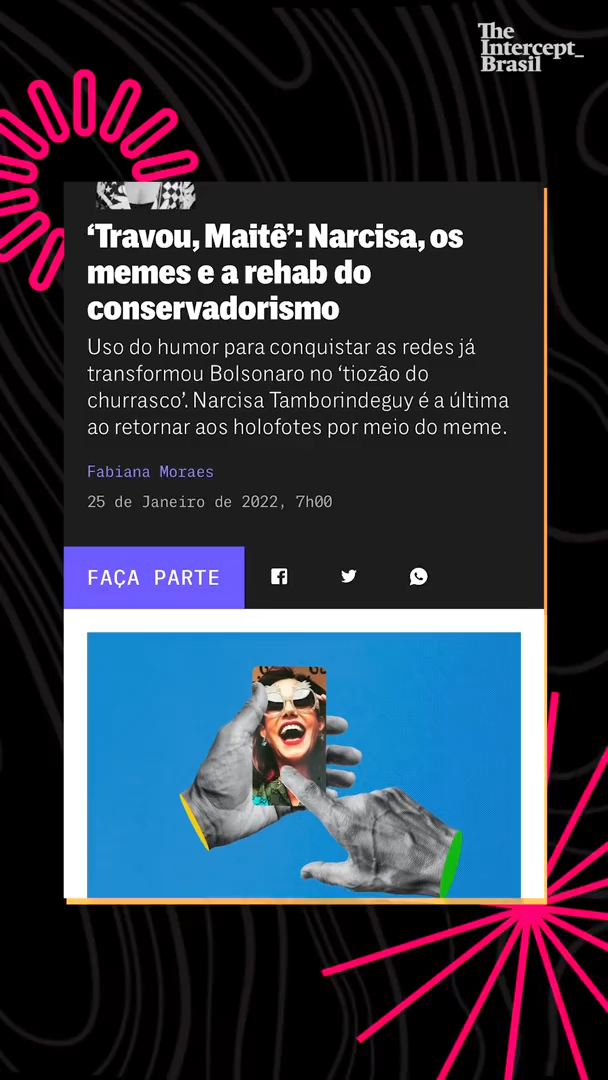 The
Intercept_
Brasil
‘Travou, Maitê’: Narcisa, os
memes e a rehab do
conservadorismo
Uso do humor para conquistar as redes já
transformou Bolsonaro no ‘tiozão do
churrasco’. Narcisa Tamborindeguy é a última
ao retornar aos holofotes por meio do meme.
Fabiana Moraes
25 de Janeiro de 2022, 7h00
FAÇA PARTE